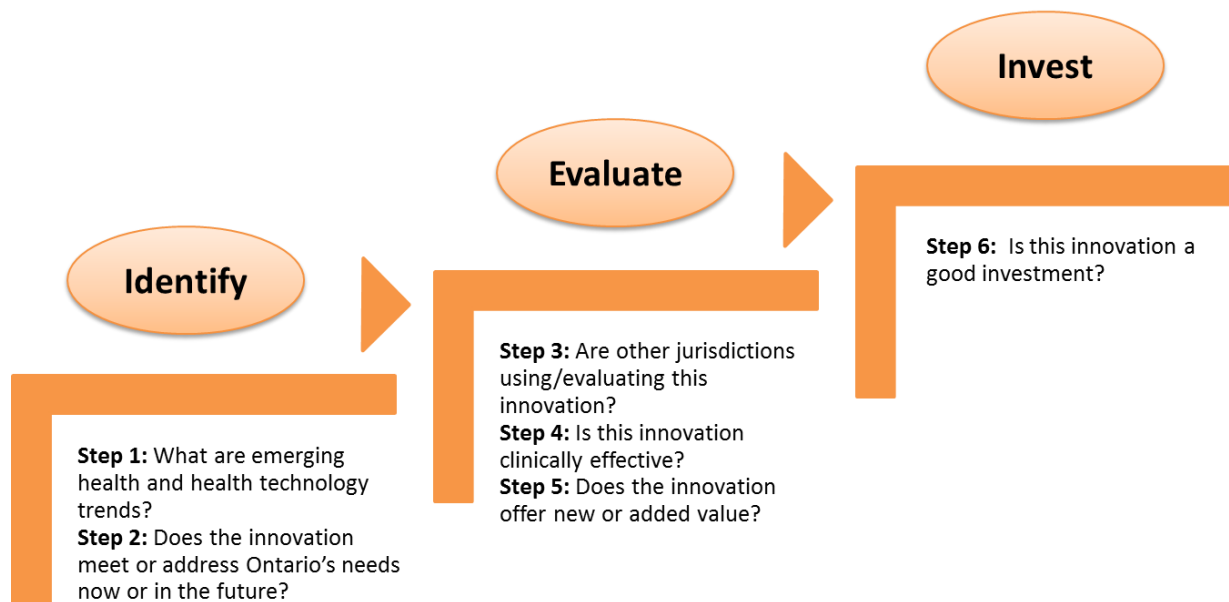 Identify
Step 1: What are emerging
health and health technology
trends?
Step 2: Does the innovation
meet or address Ontario’s needs
now or in the future?
Evaluate
Step 3: Are other jurisdictions
using/evaluating this
innovation?
Step 4: Is this innovation
clinically effective?
Step 5: Does the innovation
offer new or added value?
Invest
Step 6:  Is this innovation a
good investment?